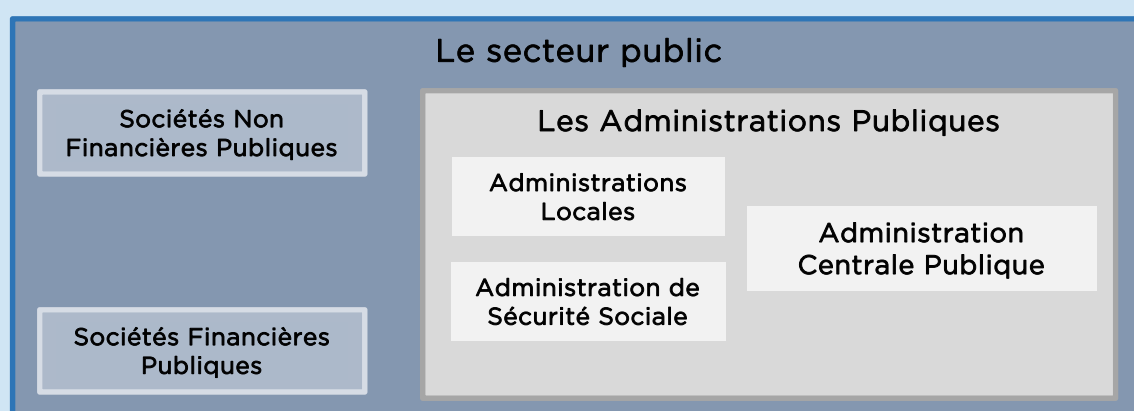 Le secteur public
Sociétés Non
Financières Publiques
Sociétés Financières
Publiques
Les Administrations Publiques
Administrations
Locales
Administration de
Sécurité Sociale
Administration
Centrale Publique